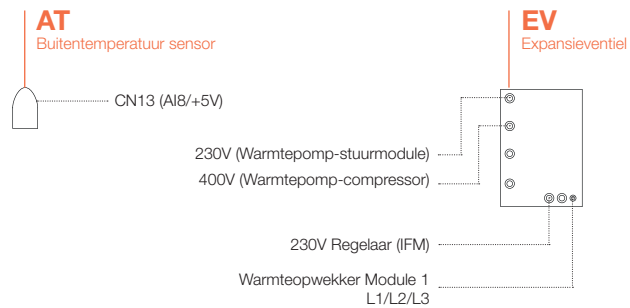 AT
Buitentemperatuur sensor
CN13 (AI8/+5V)
EV
Expansieventiel
230V (Warmtepomp-stuurmodule)
400V (Warmtepomp-compressor)
230V Regelaar (IFM)
Warmteopwekker Module 1
L1/L2/L3